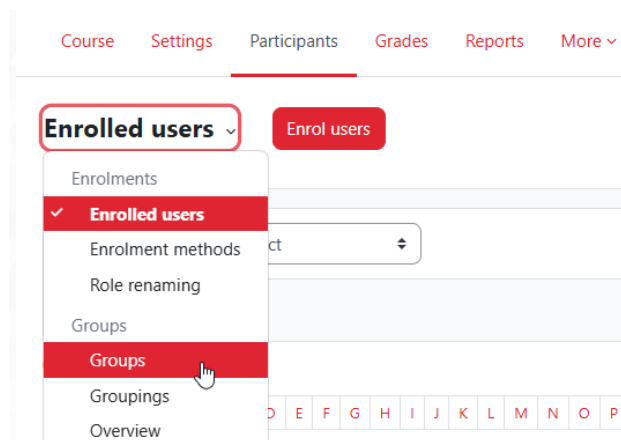 Course Settings Participants Grades Reports More
Enrolled users Enrol users
Enrolments
Enrolled users
Enrolment methods
ct
Role renaming
Groups
Groups
Groupings
D E F G H I J K L M N O P
Overview